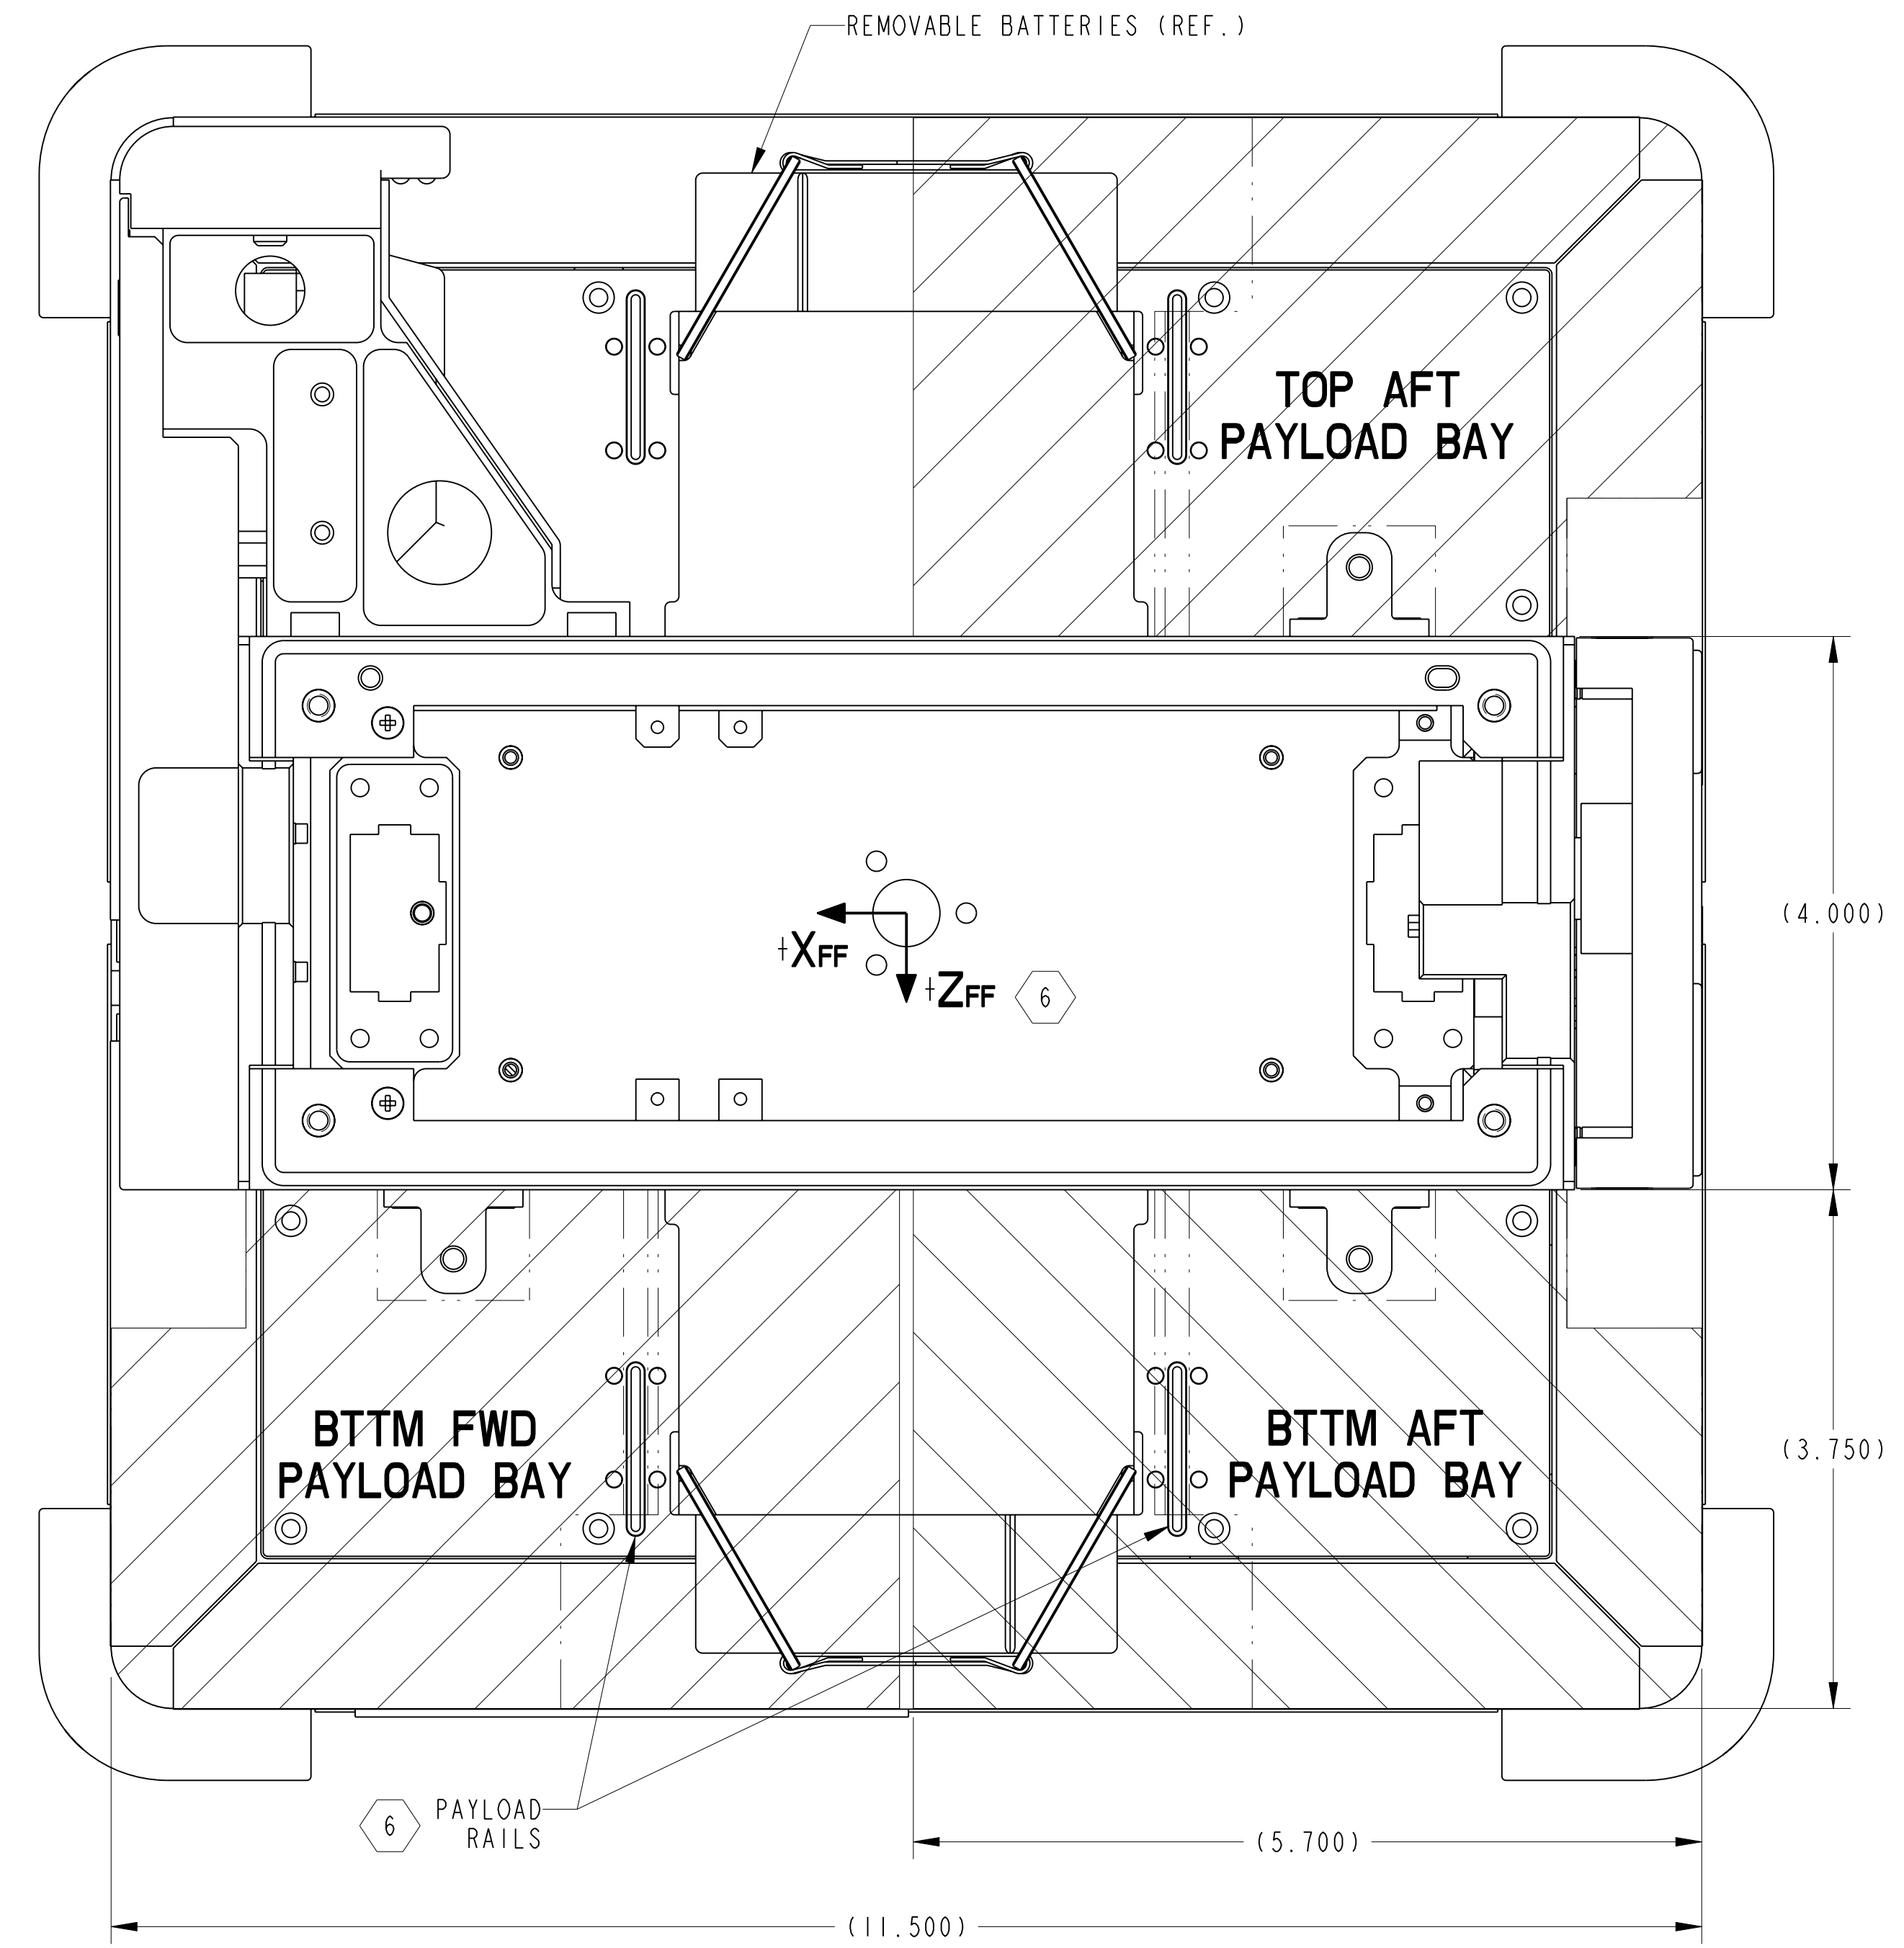 REMOVABLE BATTERIES (REF.)
TOP AFT
PAYLOAD BAY
(4.000)
+XFF
+ZFF
6
BTTM FWD
PAYLOAD BAY
BTTM AFT
PAYLOAD BAY
(3.750)
6
PAYLOAD
RAILS
(5.700)
(11.500)